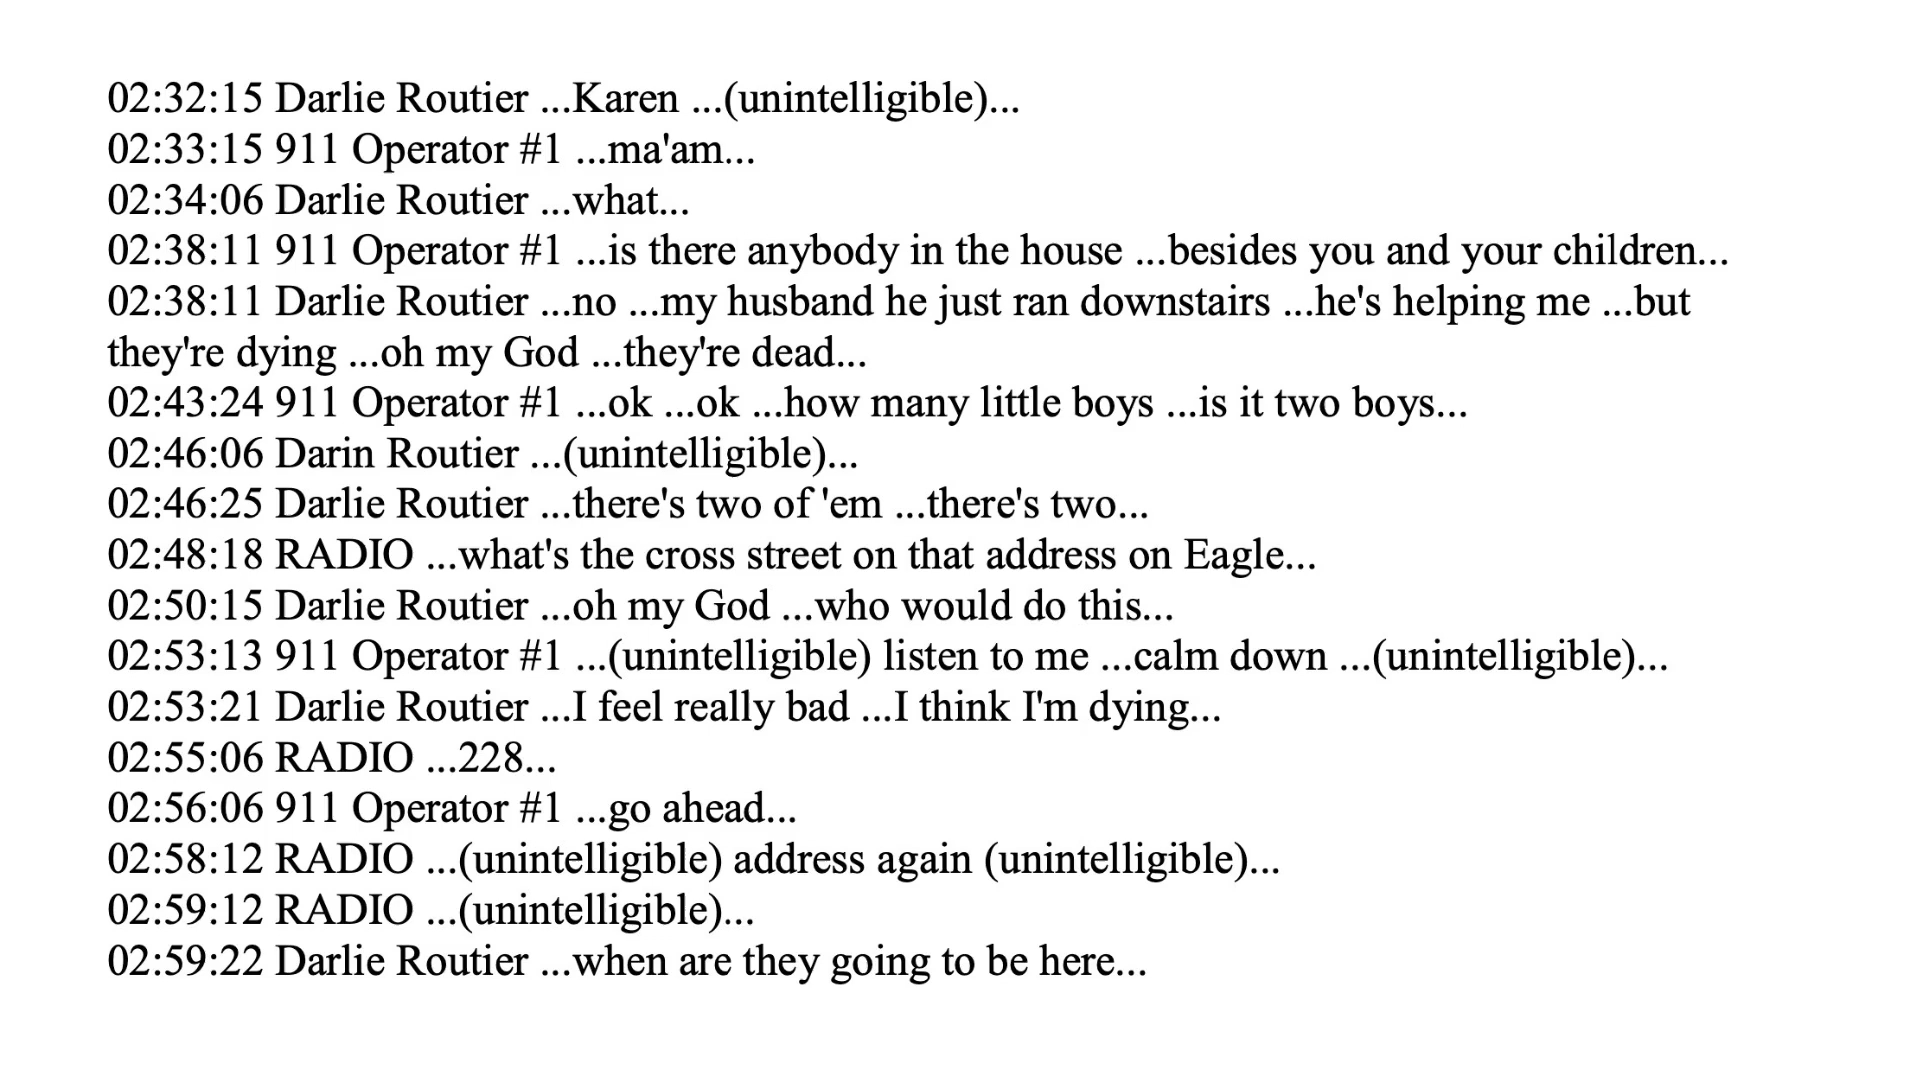 02:32:15 Darlie Routier ...Karen ...(unintelligible)...
02:33:15 911 Operator #1 ...ma'am...
02:34:06 Darlie Routier ...what...
02:38:11 911 Operator #1 ...is there anybody in the house ...besides you and your children...
02:38:11 Darlie Routier ...no ...my husband he just ran downstairs ...he's helping me ...but
they're dying ...oh my God ...they're dead...
02:43:24 911 Operator #1 ...ok ...ok ...how many little boys ...is it two boys...
02:46:06 Darin Routier ...(unintelligible)...
02:46:25 Darlie Routier ...there's two of 'em ...there's two...
02:48:18 RADIO ...what's the cross street on that address on Eagle...
02:50:15 Darlie Routier ...oh my God ...who would do this...
02:53:13 911 Operator #1 ...(unintelligible) listen to me ...calm down ...(unintelligible)...
02:53:21 Darlie Routier ...I feel really bad ...I think I'm dying...
02:55:06 RADIO ...228...
02:56:06 911 Operator #1 ...go ahead...
02:58:12 RADIO ...(unintelligible) address again (unintelligible)...
02:59:12 RADIO ...(unintelligible)...
02:59:22 Darlie Routier ...when are they going to be here...